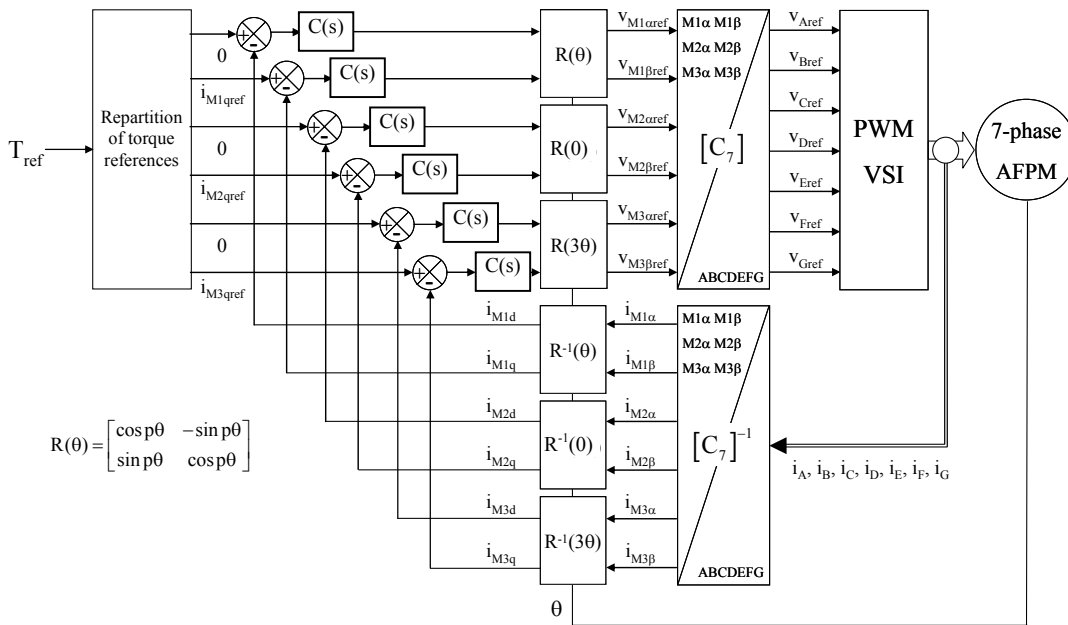 T_ref
Repartition
of torque
references
0
i_M1qref
0
i_M2qref
0
i_M3qref
+ −
+ −
+ −
+ −
+ −
+ −
C(s)
C(s)
C(s)
C(s)
C(s)
C(s)
R(θ)
R(0)
R(3θ)
v_M1αref
v_M1βref
v_M2αref
v_M2βref
v_M3αref
v_M3βref
M1α M1β
M2α M2β
M3α M3β
[C_7]
ABCDEFG
v_Aref
v_Bref
v_Cref
v_Dref
v_Eref
v_Fref
v_Gref
PWM
VSI
7-phase
AFPM
i_M1d
i_M1q
i_M2d
i_M2q
i_M3d
i_M3q
R⁻¹(θ)
R⁻¹(0)
R⁻¹(3θ)
i_M1α
i_M1β
i_M2α
i_M2β
i_M3α
i_M3β
M1α M1β
M2α M2β
M3α M3β
[C_7]⁻¹
ABCDEFG
i_A, i_B, i_C, i_D, i_E, i_F, i_G
R(θ) = [cos pθ −sin pθ
sin pθ cos pθ]
θ